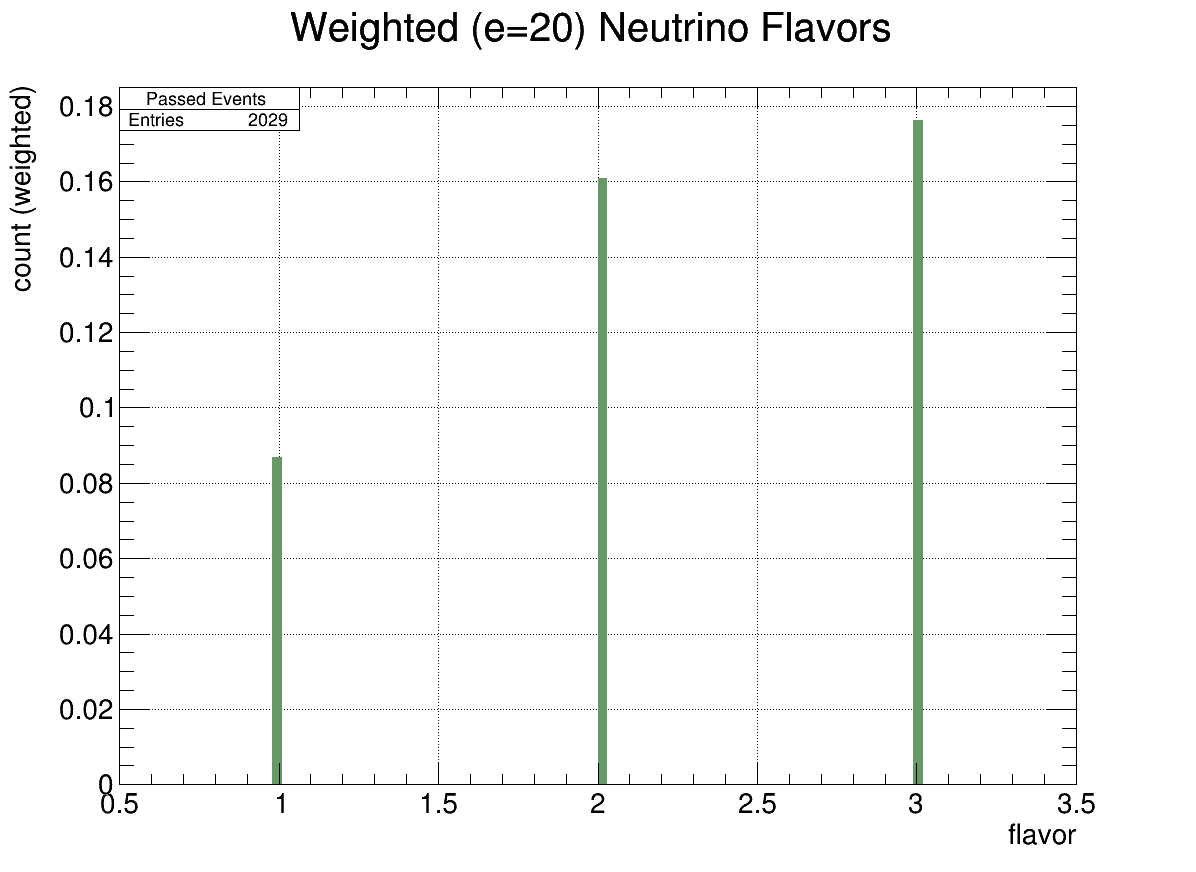 Weighted (e=20) Neutrino Flavors
count (weighted)
Passed Events
Entries 2029
0.18
0.16
0.14
0.12
0.1
0.08
0.06
0.04
0.02
0
0.5 1 1.5 2 2.5 3 3.5
flavor